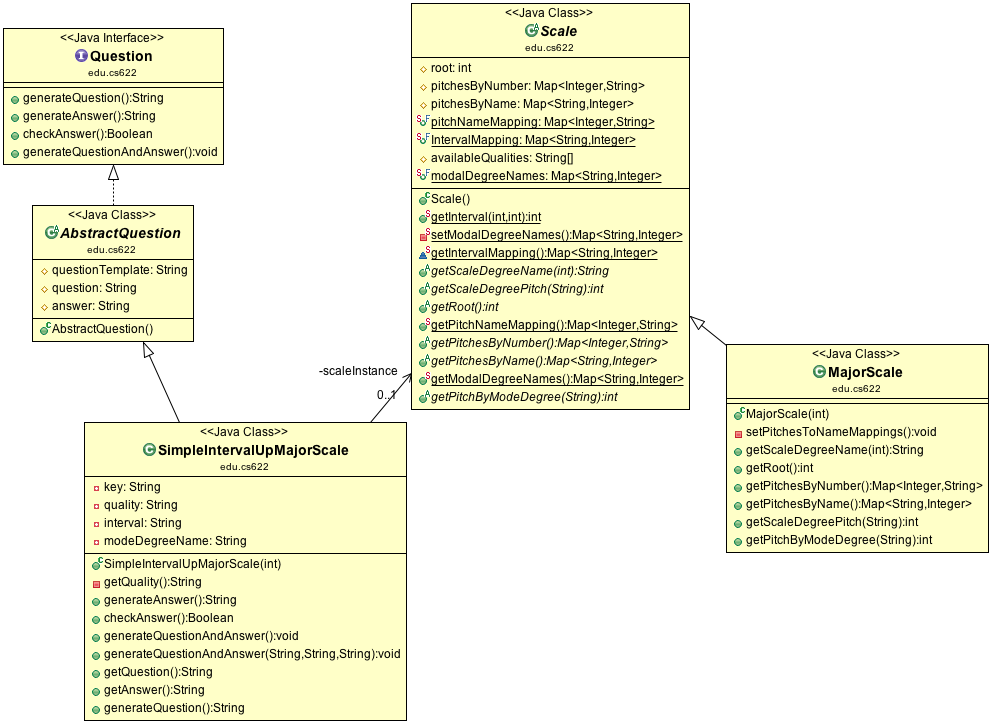 <<Java Interface>>
Question
edu.cs622
generateQuestion():String
generateAnswer():String
checkAnswer():Boolean
generateQuestionAndAnswer():void
<<Java Class>>
AbstractQuestion
edu.cs622
questionTemplate: String
question: String
answer: String
AbstractQuestion()
<<Java Class>>
Scale
edu.cs622
root: int
pitchesByNumber: Map<Integer,String>
pitchesByName: Map<String,Integer>
pitchNameMapping: Map<Integer,String>
IntervalMapping: Map<String,Integer>
availableQualities: String[]
modalDegreeNames: Map<String,Integer>
Scale()
getInterval(int,int):int
setModalDegreeNames():Map<String,Integer>
getIntervalMapping():Map<String,Integer>
getScaleDegreeName(int):String
getScaleDegreePitch(String):int
getRoot():int
getPitchNameMapping():Map<Integer,String>
getPitchesByNumber():Map<Integer,String>
getPitchesByName():Map<String,Integer>
getModalDegreeNames():Map<String,Integer>
getPitchByModeDegree(String):int
-scaleInstance
0..1
<<Java Class>>
SimpleIntervalUpMajorScale
edu.cs622
key: String
quality: String
interval: String
modeDegreeName: String
SimpleIntervalUpMajorScale(int)
getQuality():String
generateAnswer():String
checkAnswer():Boolean
generateQuestionAndAnswer():void
generateQuestionAndAnswer(String,String,String):void
getQuestion():String
getAnswer():String
generateQuestion():String
<<Java Class>>
MajorScale
edu.cs622
MajorScale(int)
setPitchesToNameMappings():void
getScaleDegreeName(int):String
getRoot():int
getPitchesByNumber():Map<Integer,String>
getPitchesByName():Map<String,Integer>
getScaleDegreePitch(String):int
getPitchByModeDegree(String):int